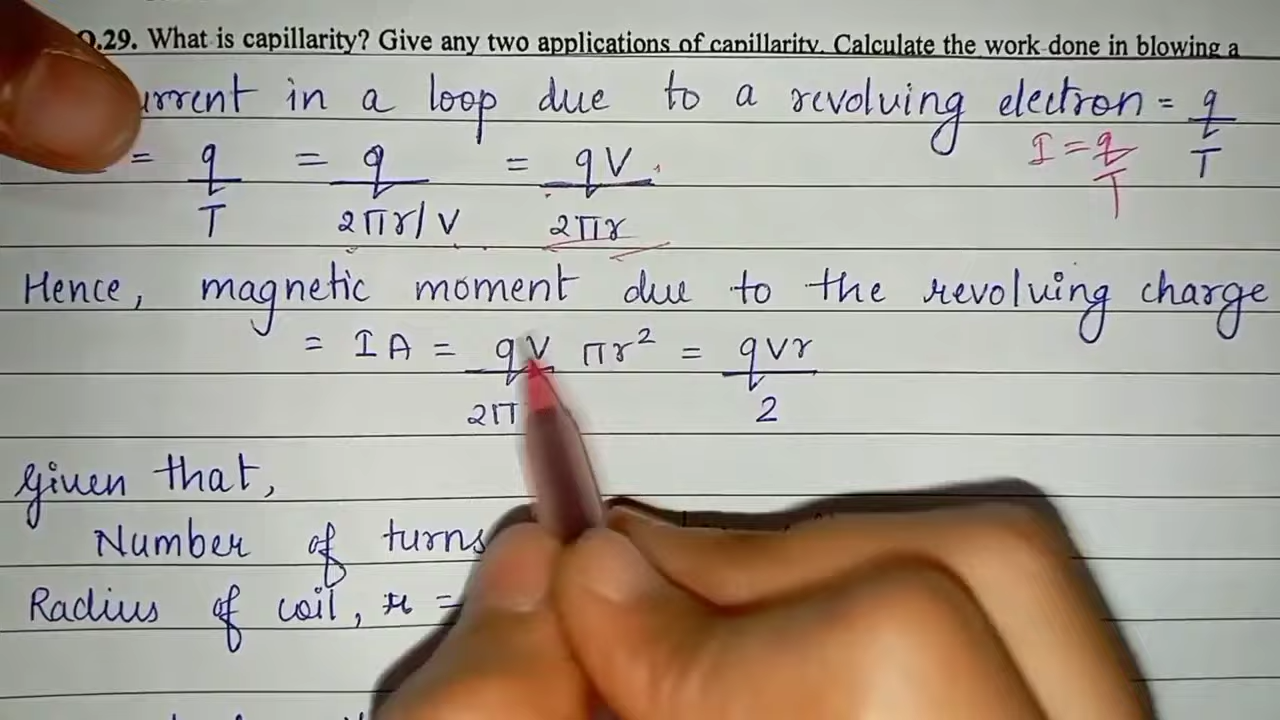 Q.29. What is capillarity? Give any two applications of capillarity. Calculate the work done in blowing a
urrent in a loop due to a revolving electron = q/T
I = q/T
= q/T = q/2πr/V = qV/2πr
Hence, magnetic moment due to the revolving charge
= IA = qV/2π πr² = qvr/2
Given that,
Number of turns
Radius of coil, r =